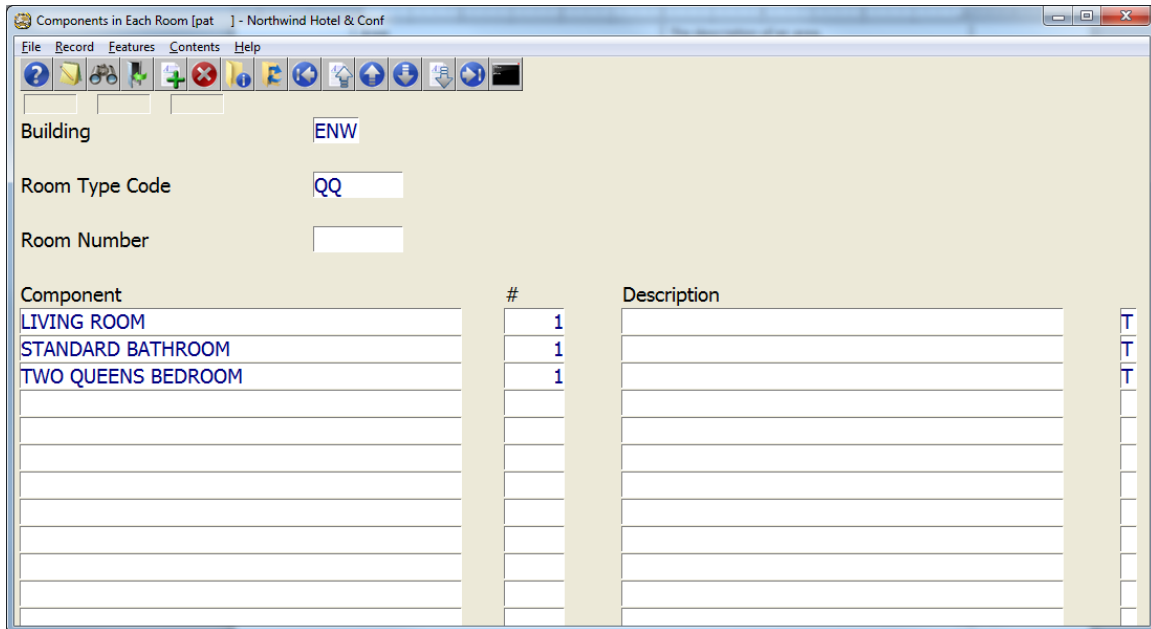 Components in Each Room [pat ] - Northwind Hotel & Conf
File Record Features Contents Help
Building ENW
Room Type Code QQ
Room Number
Component # Description
LIVING ROOM 1 T
STANDARD BATHROOM 1 T
TWO QUEENS BEDROOM 1 T